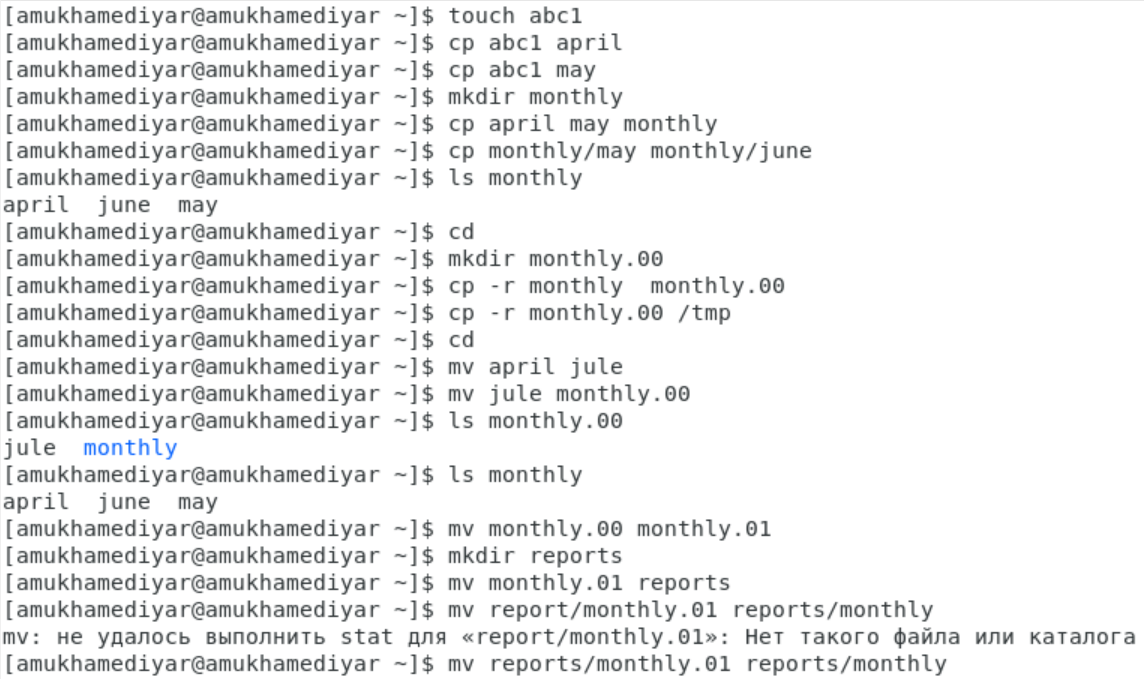 [amukhamediyar@amukhamediyar ~]$ touch abc1
[amukhamediyar@amukhamediyar ~]$ cp abc1 april
[amukhamediyar@amukhamediyar ~]$ cp abc1 may
[amukhamediyar@amukhamediyar ~]$ mkdir monthly
[amukhamediyar@amukhamediyar ~]$ cp april may monthly
[amukhamediyar@amukhamediyar ~]$ cp monthly/may monthly/june
[amukhamediyar@amukhamediyar ~]$ ls monthly
april  june  may
[amukhamediyar@amukhamediyar ~]$ cd
[amukhamediyar@amukhamediyar ~]$ mkdir monthly.00
[amukhamediyar@amukhamediyar ~]$ cp -r monthly  monthly.00
[amukhamediyar@amukhamediyar ~]$ cp -r monthly.00 /tmp
[amukhamediyar@amukhamediyar ~]$ cd
[amukhamediyar@amukhamediyar ~]$ mv april jule
[amukhamediyar@amukhamediyar ~]$ mv jule monthly.00
[amukhamediyar@amukhamediyar ~]$ ls monthly.00
jule  monthly
[amukhamediyar@amukhamediyar ~]$ ls monthly
april  june  may
[amukhamediyar@amukhamediyar ~]$ mv monthly.00 monthly.01
[amukhamediyar@amukhamediyar ~]$ mkdir reports
[amukhamediyar@amukhamediyar ~]$ mv monthly.01 reports
[amukhamediyar@amukhamediyar ~]$ mv report/monthly.01 reports/monthly
mv: не удалось выполнить stat для «report/monthly.01»: Нет такого файла или каталога
[amukhamediyar@amukhamediyar ~]$ mv reports/monthly.01 reports/monthly